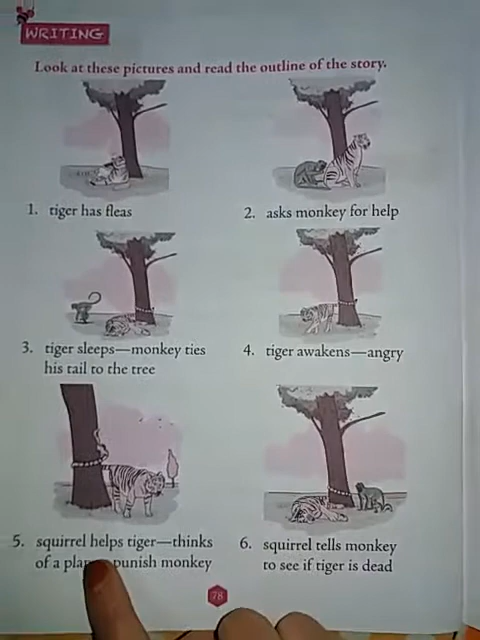 WRITING
Look at these pictures and read the outline of the story.
1. tiger has fleas
2. asks monkey for help
3. tiger sleeps—monkey ties
his tail to the tree
4. tiger awakens—angry
5. squirrel helps tiger—thinks
of a plan punish monkey
6. squirrel tells monkey
to see if tiger is dead
78